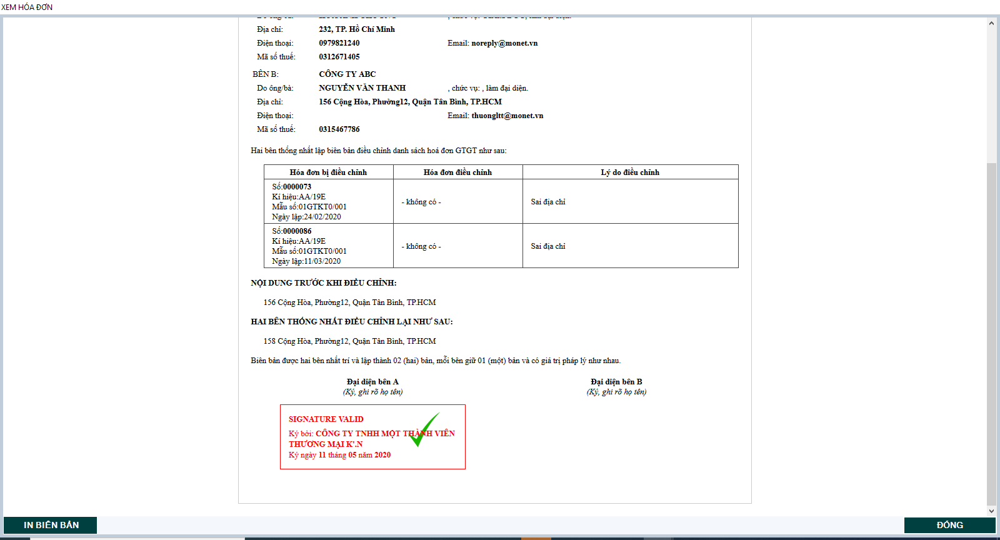 XEM HÓA ĐƠN
Địa chỉ: 232, TP. Hồ Chí Minh
Điện thoại: 0979821240 Email: noreply@monet.vn
Mã số thuế: 0312671405
BÊN B: CÔNG TY ABC
Do ông/bà: NGUYỄN VĂN THANH , chức vụ: , làm đại diện.
Địa chỉ: 156 Cộng Hòa, Phường12, Quận Tân Bình, TP.HCM
Điện thoại: Email: thuongltt@monet.vn
Mã số thuế: 0315467786
Hai bên thống nhất lập biên bản điều chỉnh danh sách hoá đơn GTGT như sau:
Hóa đơn bị điều chỉnh Hóa đơn điều chỉnh Lý do điều chỉnh
Số:0000073
Kí hiệu:AA/19E
Mẫu số:01GTKT0/001
Ngày lập:24/02/2020
- không có - Sai địa chỉ
Số:0000086
Kí hiệu:AA/19E
Mẫu số:01GTKT0/001
Ngày lập:11/03/2020
- không có - Sai địa chỉ
NỘI DUNG TRƯỚC KHI ĐIỀU CHỈNH:
156 Cộng Hòa, Phường12, Quận Tân Bình, TP.HCM
HAI BÊN THỐNG NHẤT ĐIỀU CHỈNH LẠI NHƯ SAU:
158 Cộng Hòa, Phường12, Quận Tân Bình, TP.HCM
Biên bản được hai bên nhất trí và lập thành 02 (hai) bản, mỗi bên giữ 01 (một) bản và có giá trị pháp lý như nhau.
Đại diện bên A Đại diện bên B
(Ký, ghi rõ họ tên) (Ký, ghi rõ họ tên)
SIGNATURE VALID
Ký bởi: CÔNG TY TNHH MỘT THÀNH VIÊN
THƯƠNG MẠI K'.N
Ký ngày 11 tháng 05 năm 2020
IN BIÊN BẢN ĐÓNG